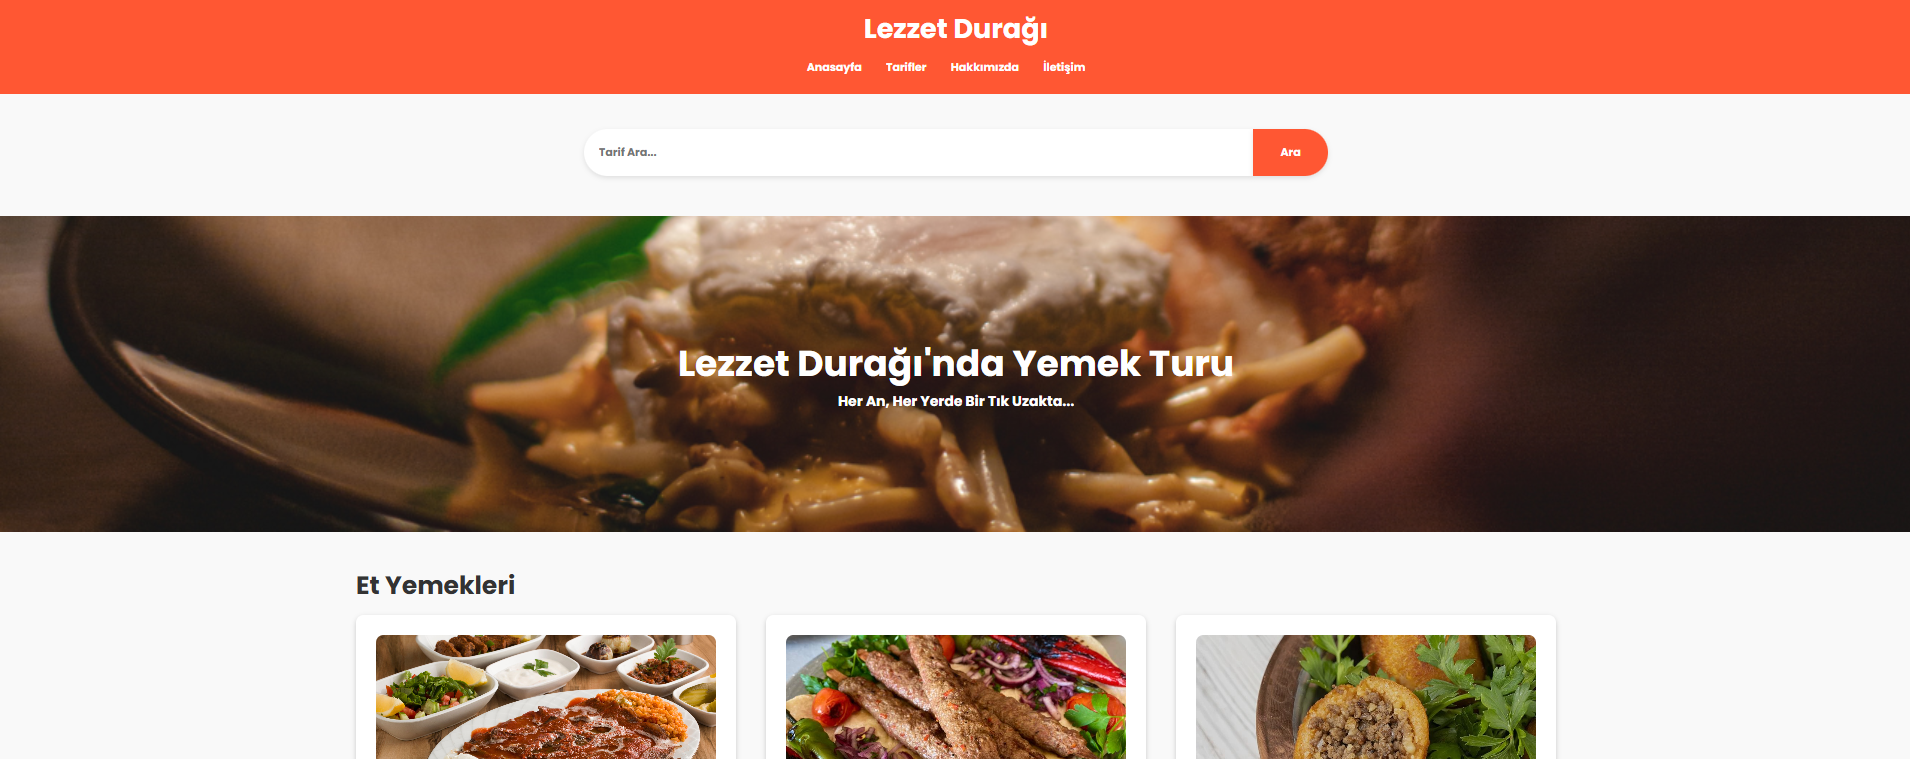 Lezzet Durağı
Anasayfa Tarifler Hakkımızda İletişim
Tarif Ara... Ara
Lezzet Durağı'nda Yemek Turu
Her An, Her Yerde Bir Tık Uzakta...
Et Yemekleri